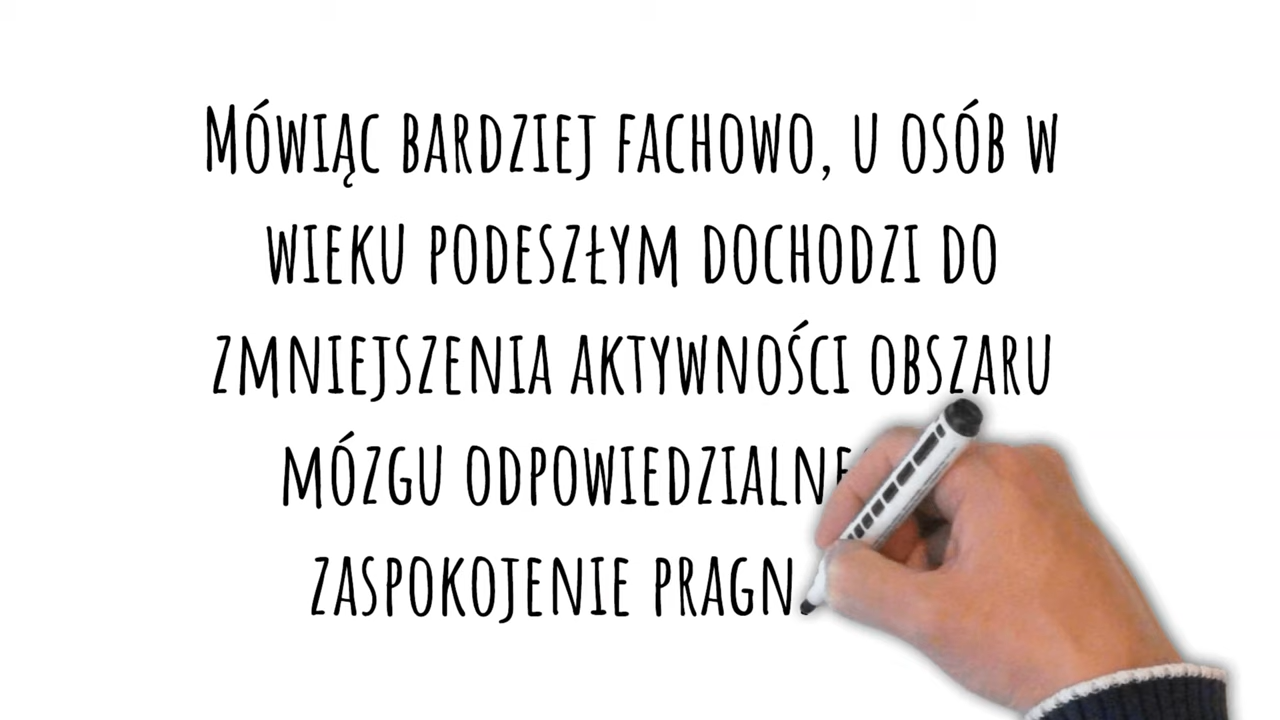 Mówiąc bardziej fachowo, u osób w
wieku podeszłym dochodzi do
zmniejszenia aktywności obszaru
mózgu
zaspokojenie